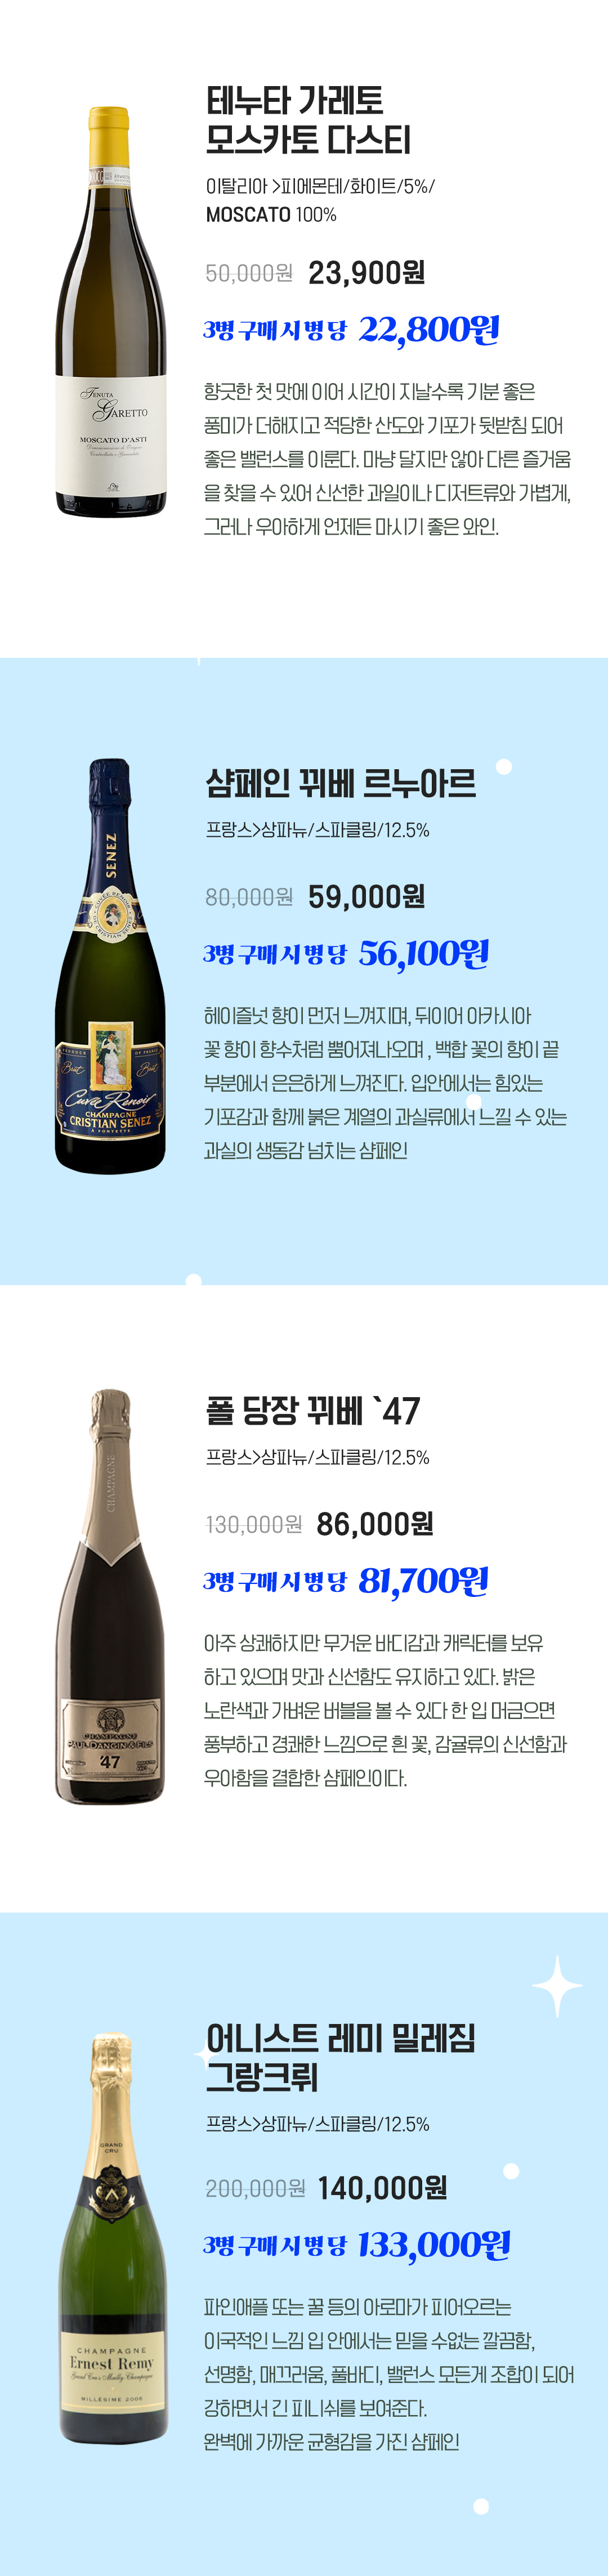 테누타 가레토
모스카토 다스티
이탈리아 >피에몬테/화이트/5%/
MOSCATO 100%
50,000원 23,900원
3병 구매 시 병 당 22,800원
향긋한 첫 맛에 이어 시간이 지날수록 기분 좋은
풍미가 더해지고 적당한 산도와 기포가 뒷받침 되어
좋은 밸런스를 이룬다. 마냥 달지만 않아 다른 즐거움
을 찾을 수 있어 신선한 과일이나 디저트류와 가볍게,
그러나 우아하게 언제든 마시기 좋은 와인.
TENUTA
GARETTO
MOSCATO D'ASTI
샴페인 뀌베 르누아르
프랑스>상파뉴/스파클링/12.5%
80,000원 59,000원
3병 구매 시 병 당 56,100원
헤이즐넛 향이 먼저 느껴지며, 뒤이어 아카시아
꽃 향이 향수처럼 뿜어져나오며 , 백합 꽃의 향이 끝
부분에서 은은하게 느껴진다. 입안에서는 힘있는
기포감과 함께 붉은 계열의 과실류에서 느낄 수 있는
과실의 생동감 넘치는 샴페인
SENEZ
Brut Brut
Cuvée Renoir
CHAMPAGNE
CRISTIAN SENEZ
À FONTETTE
폴 당장 뀌베 `47
프랑스>상파뉴/스파클링/12.5%
130,000원 86,000원
3병 구매 시 병 당 81,700원
아주 상쾌하지만 무거운 바디감과 캐릭터를 보유
하고 있으며 맛과 신선함도 유지하고 있다. 밝은
노란색과 가벼운 버블을 볼 수 있다 한 입 머금으면
풍부하고 경쾌한 느낌으로 흰 꽃, 감귤류의 신선함과
우아함을 결합한 샴페인이다.
CHAMPAGNE
CHAMPAGNE
PAUL DANGIN & FILS
'47
어니스트 레미 밀레짐
그랑크뤼
프랑스>상파뉴/스파클링/12.5%
200,000원 140,000원
3병 구매 시 병 당 133,000원
파인애플 또는 꿀 등의 아로마가 피어오르는
이국적인 느낌 입 안에서는 믿을 수없는 깔끔함,
선명함, 매끄러움, 풀바디, 밸런스 모든게 조합이 되어
강하면서 긴 피니쉬를 보여준다.
완벽에 가까운 균형감을 가진 샴페인
GRAND
CRU
CHAMPAGNE
Ernest Remy
Grand Cru de Mailly Champagne
MILLÉSIME 2006